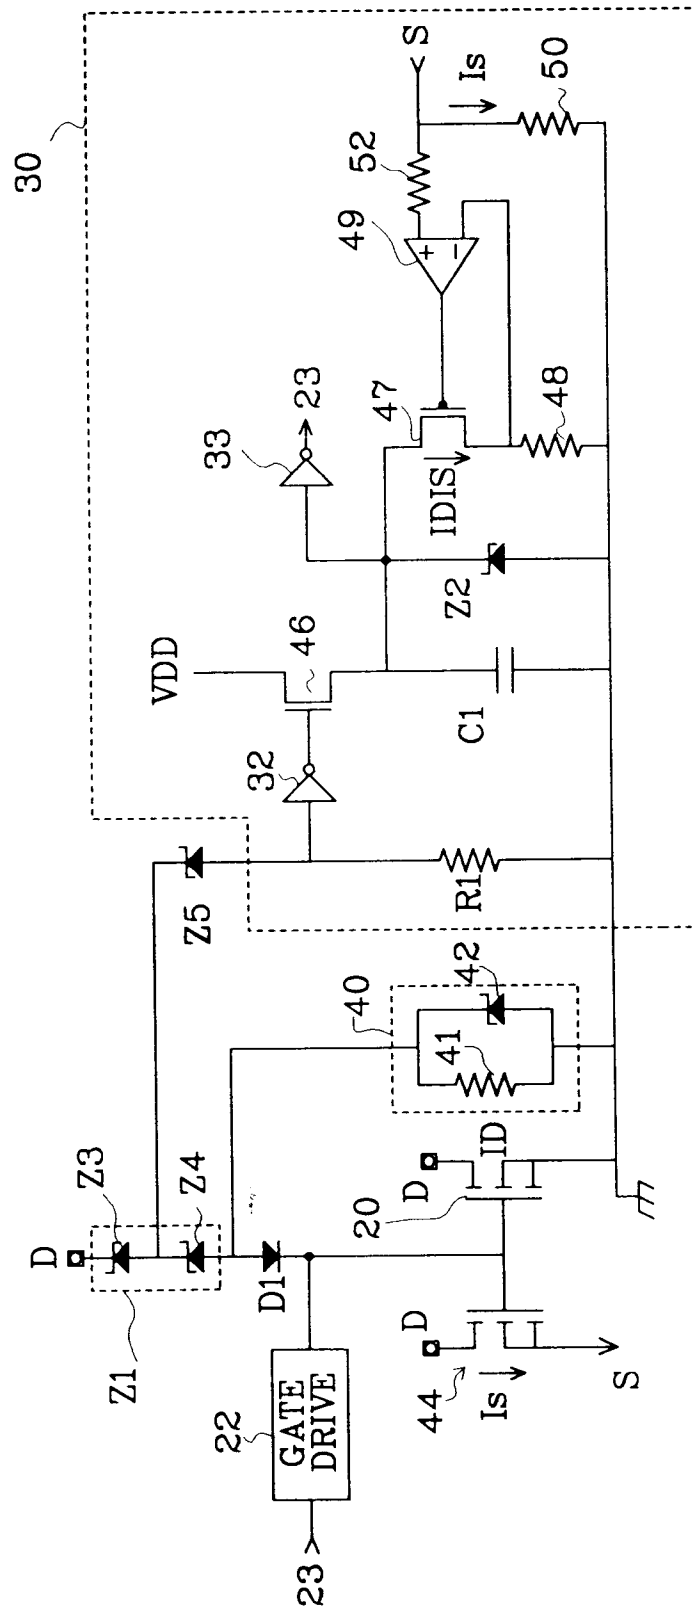 30
S
Is
50
52
49
+
−
47
48
IDIS
33
23
Z2
VDD
46
C1
32
Z5
R1
40
42
41
D
Z3
Z4
Z1
D1
D
20
ID
D
44
Is
S
22
GATE
DRIVE
23